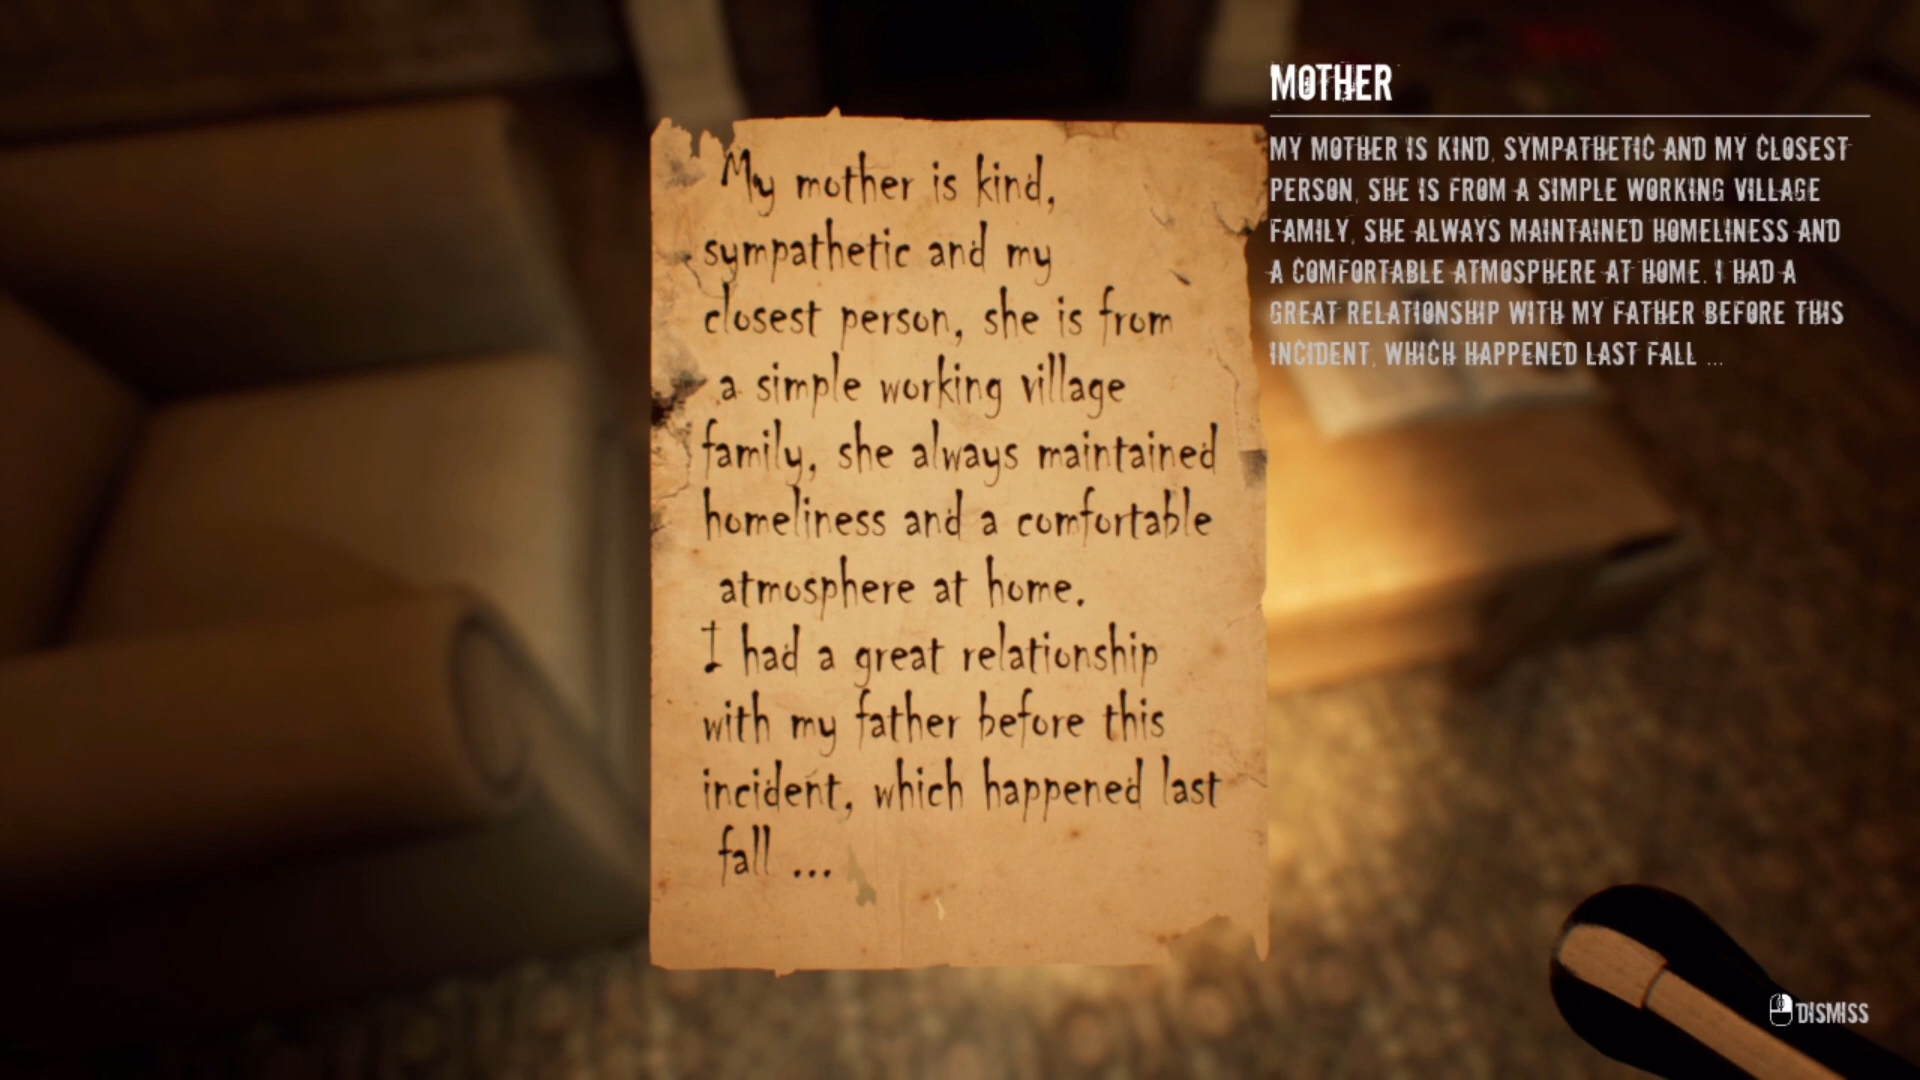 My mother is kind,
sympathetic and my
closest person, she is from
a simple working village
family, she always maintained
homeliness and a comfortable
atmosphere at home.
I had a great relationship
with my father before this
incident, which happened last
fall ...
MOTHER
MY MOTHER IS KIND, SYMPATHETIC AND MY CLOSEST
PERSON, SHE IS FROM A SIMPLE WORKING VILLAGE
FAMILY, SHE ALWAYS MAINTAINED HOMELINESS AND
A COMFORTABLE ATMOSPHERE AT HOME. I HAD A
GREAT RELATIONSHIP WITH MY FATHER BEFORE THIS
INCIDENT, WHICH HAPPENED LAST FALL ...
DISMISS